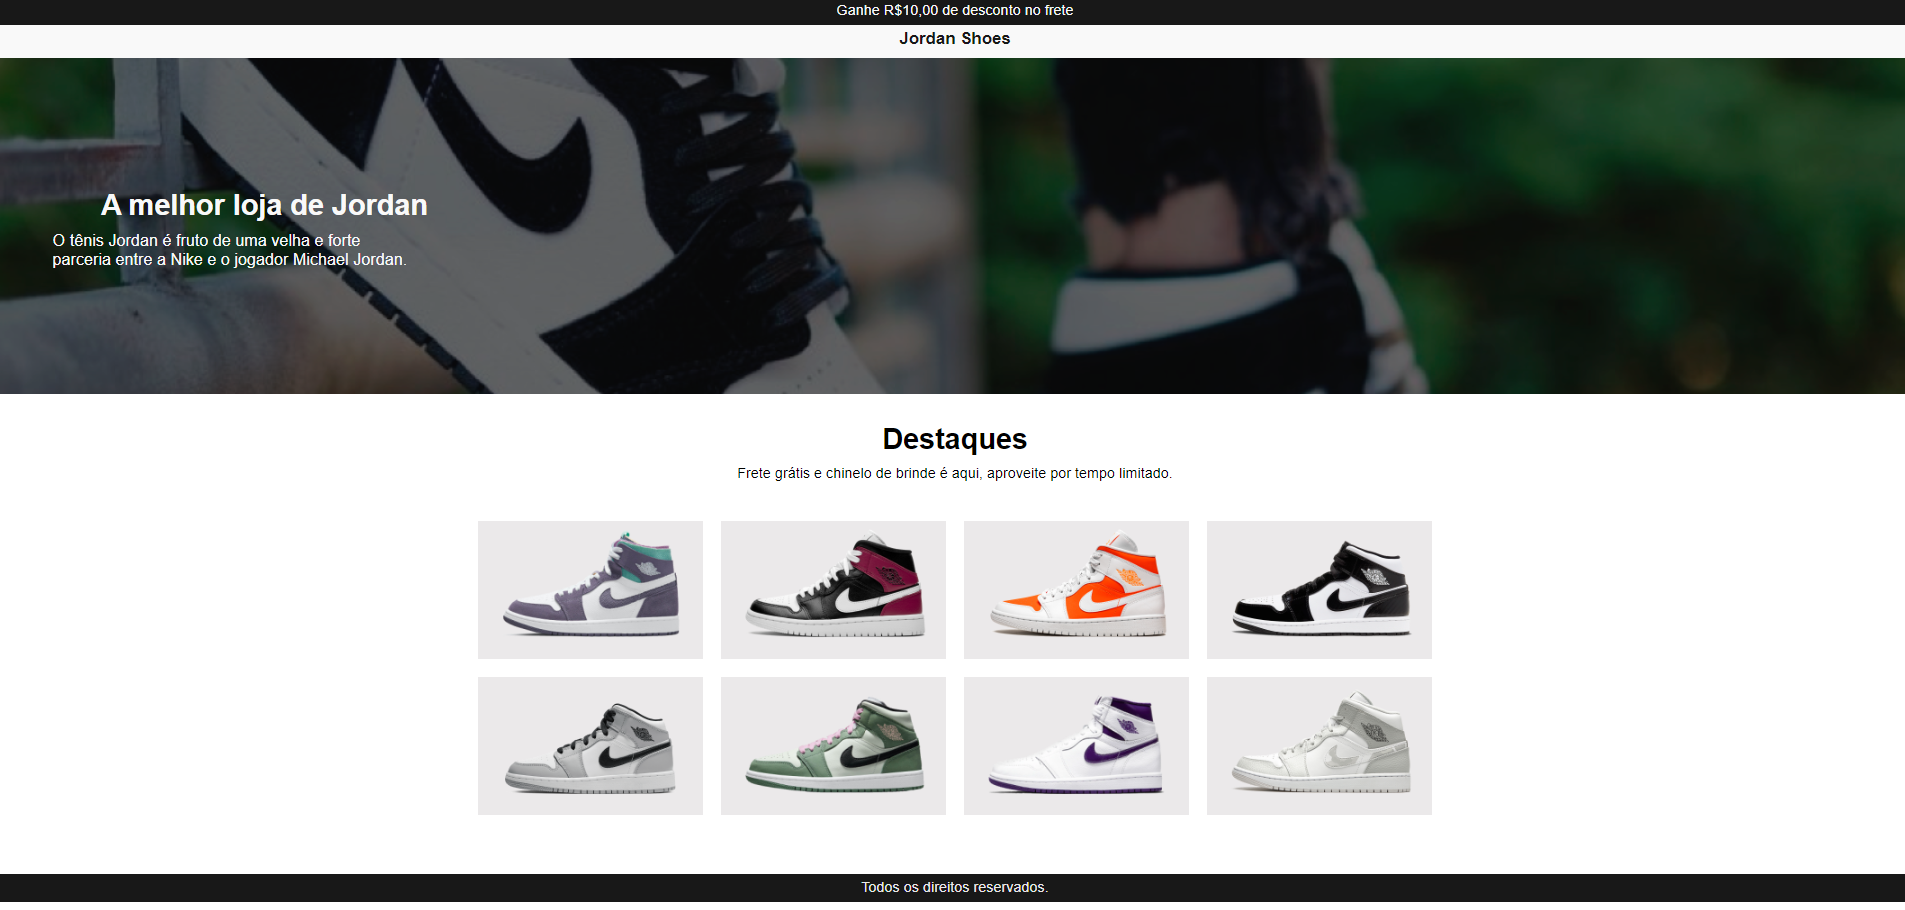 Ganhe R$10,00 de desconto no frete
Jordan Shoes
A melhor loja de Jordan
O tênis Jordan é fruto de uma velha e forte
parceria entre a Nike e o jogador Michael Jordan.
Destaques
Frete grátis e chinelo de brinde é aqui, aproveite por tempo limitado.
Todos os direitos reservados.